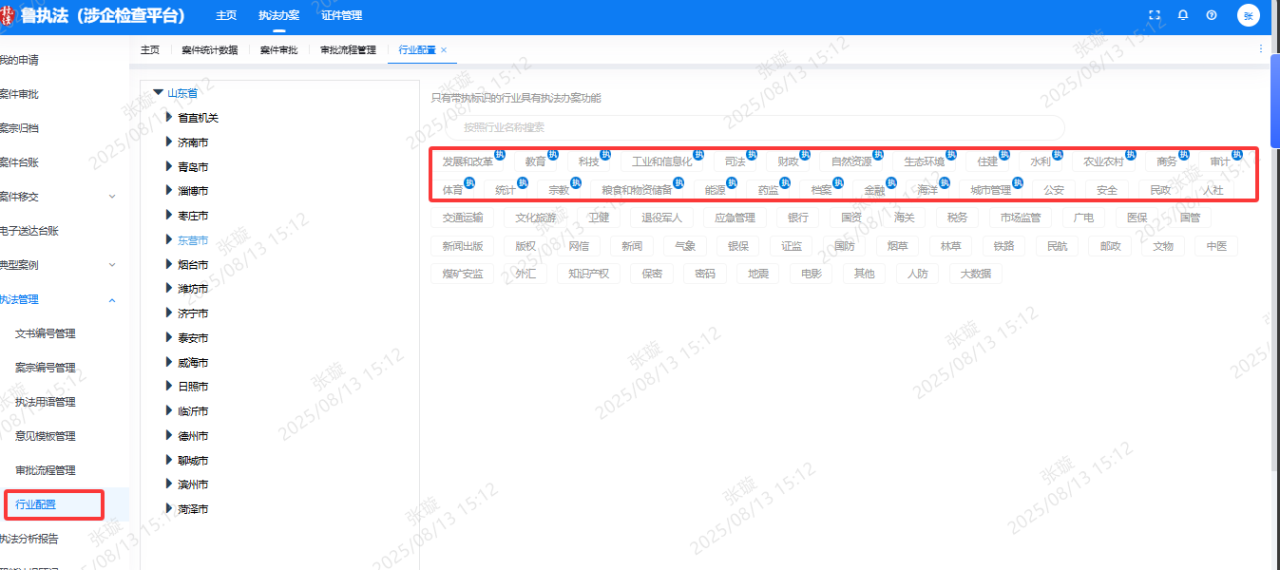 鲁执法（涉企检查平台） 主页 执法办案 证件管理 张
主页 案件统计数据 案件审批 审批流程管理 行业配置 ×
我的申请
案件审批
案宗归档
案件台账
案件移交
电子送达台账
典型案例
执法管理
文书编号管理
案宗编号管理
执法用语管理
意见模板管理
审批流程管理
行业配置
执法分析报告
山东省
省直机关
济南市
青岛市
淄博市
枣庄市
东营市
烟台市
潍坊市
济宁市
泰安市
威海市
日照市
临沂市
德州市
聊城市
滨州市
菏泽市
只有带执标识的行业具有执法办案功能
按照行业名称搜索
发展和改革 执 教育 执 科技 执 工业和信息化 执 司法 执 财政 执 自然资源 执 生态环境 执 住建 执 水利 执 农业农村 执 商务 执 审计 执
体育 执 统计 执 宗教 执 粮食和物资储备 执 能源 执 药监 执 档案 执 金融 执 海洋 执 城市管理 执 公安 安全 民政 人社
交通运输 文化旅游 卫健 退役军人 应急管理 银行 国资 海关 税务 市场监管 广电 医保 国管
新闻出版 版权 网信 新闻 气象 银保 证监 国防 烟草 林草 铁路 民航 邮政 文物 中医
煤矿安监 外汇 知识产权 保密 密码 地震 电影 其他 人防 大数据
张璇
2025/08/13 15:12